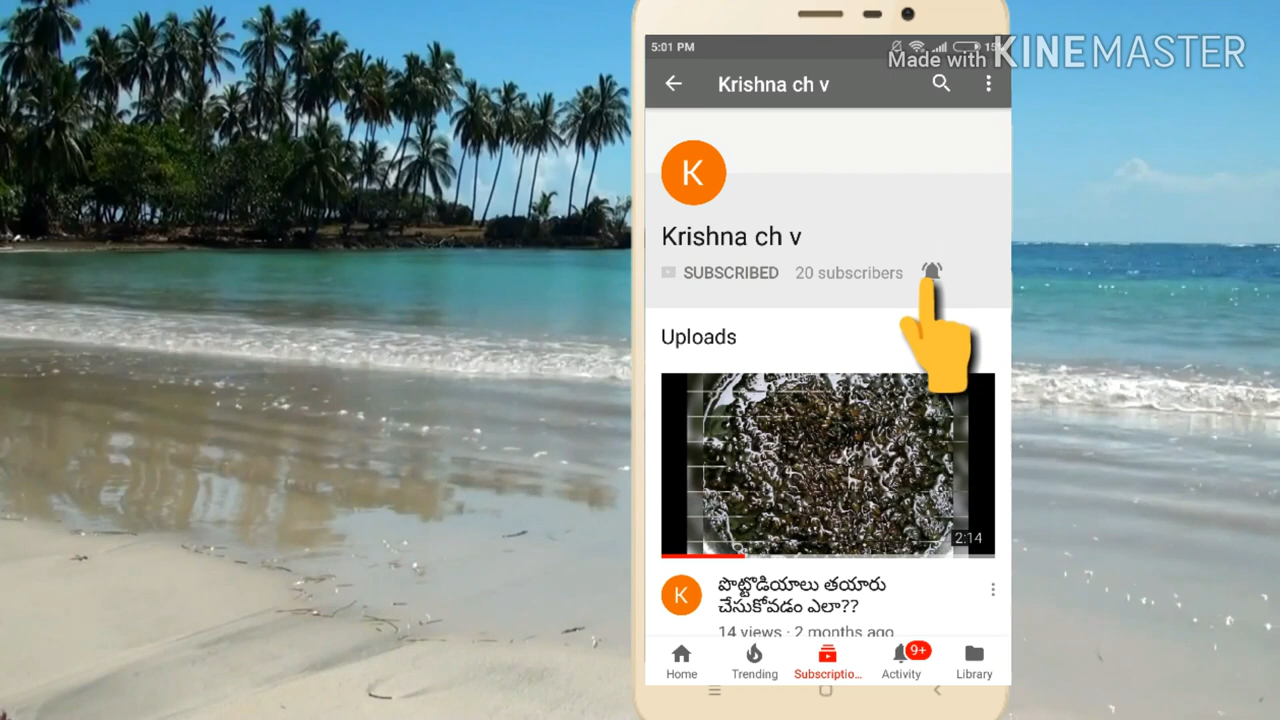 5:01 PM
Made with KINEMASTER
Krishna ch v
K
Krishna ch v
SUBSCRIBED 20 subscribers
Uploads
2:14
K
పొట్టొడియాలు తయారు
చేసుకోవడం ఎలా??
14 views · 2 months ago
9+
Home Trending Subscriptio... Activity Library